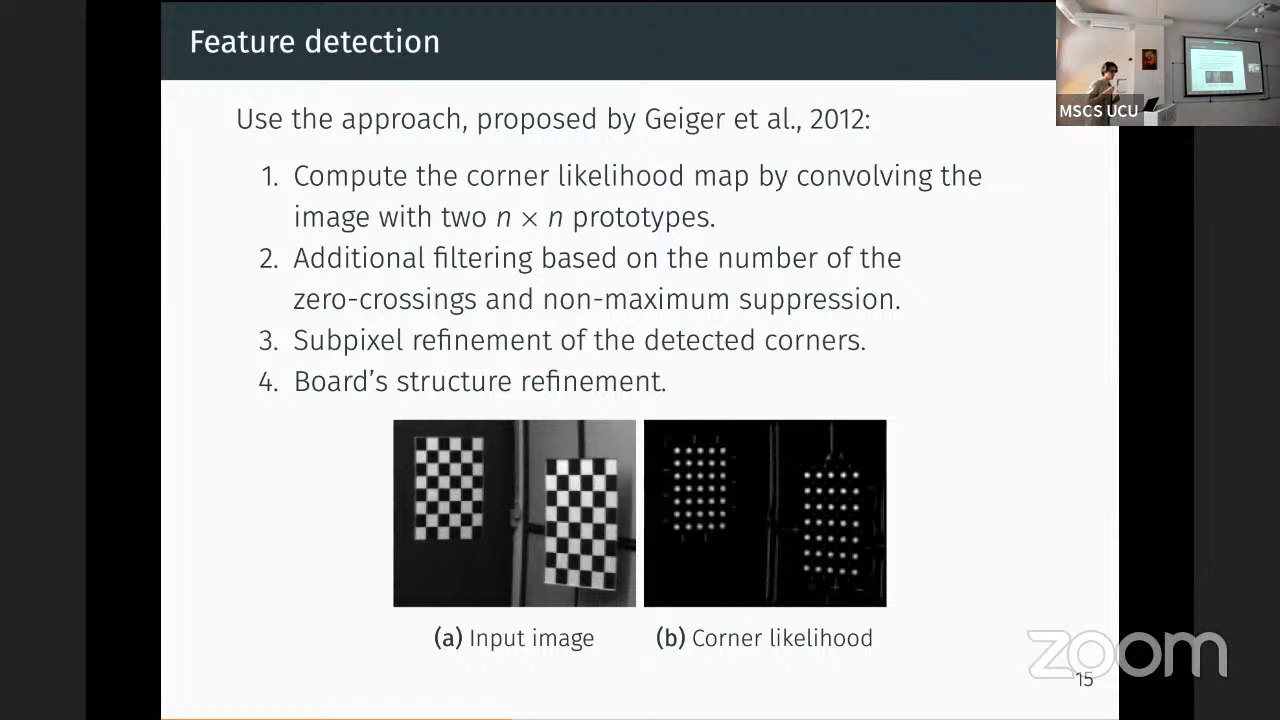 Feature detection
MSCS UCU
Use the approach, proposed by Geiger et al., 2012:
1. Compute the corner likelihood map by convolving the
image with two n × n prototypes.
2. Additional filtering based on the number of the
zero-crossings and non-maximum suppression.
3. Subpixel refinement of the detected corners.
4. Board’s structure refinement.
(a) Input image
(b) Corner likelihood
zoom
15